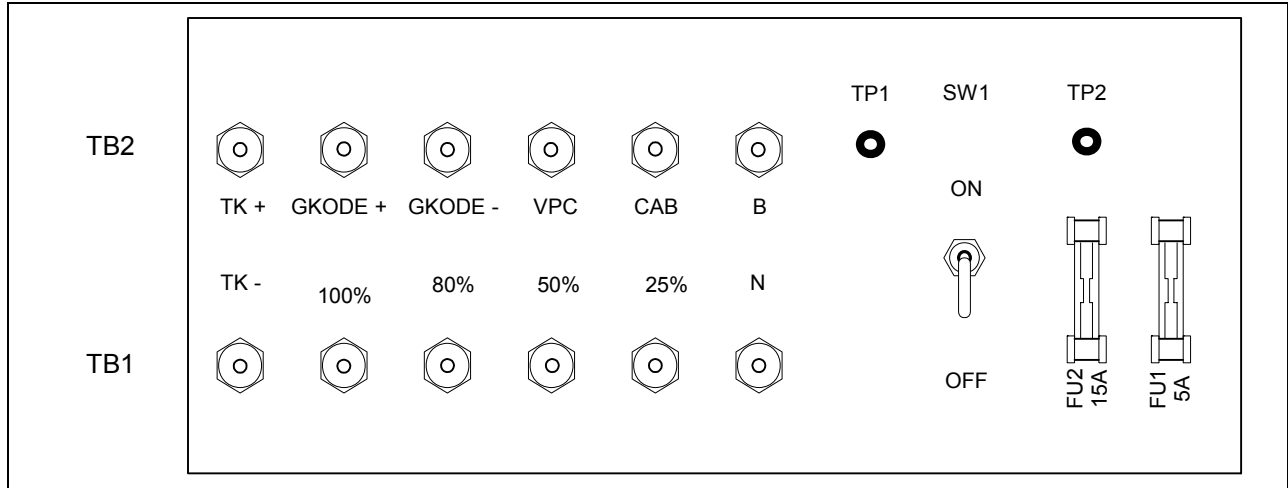 TP1 SW1 TP2
TB2
ON
TK + GKODE + GKODE - VPC CAB B
TK - 100% 80% 50% 25% N
TB1
OFF
FU2
15A
FU1
5A